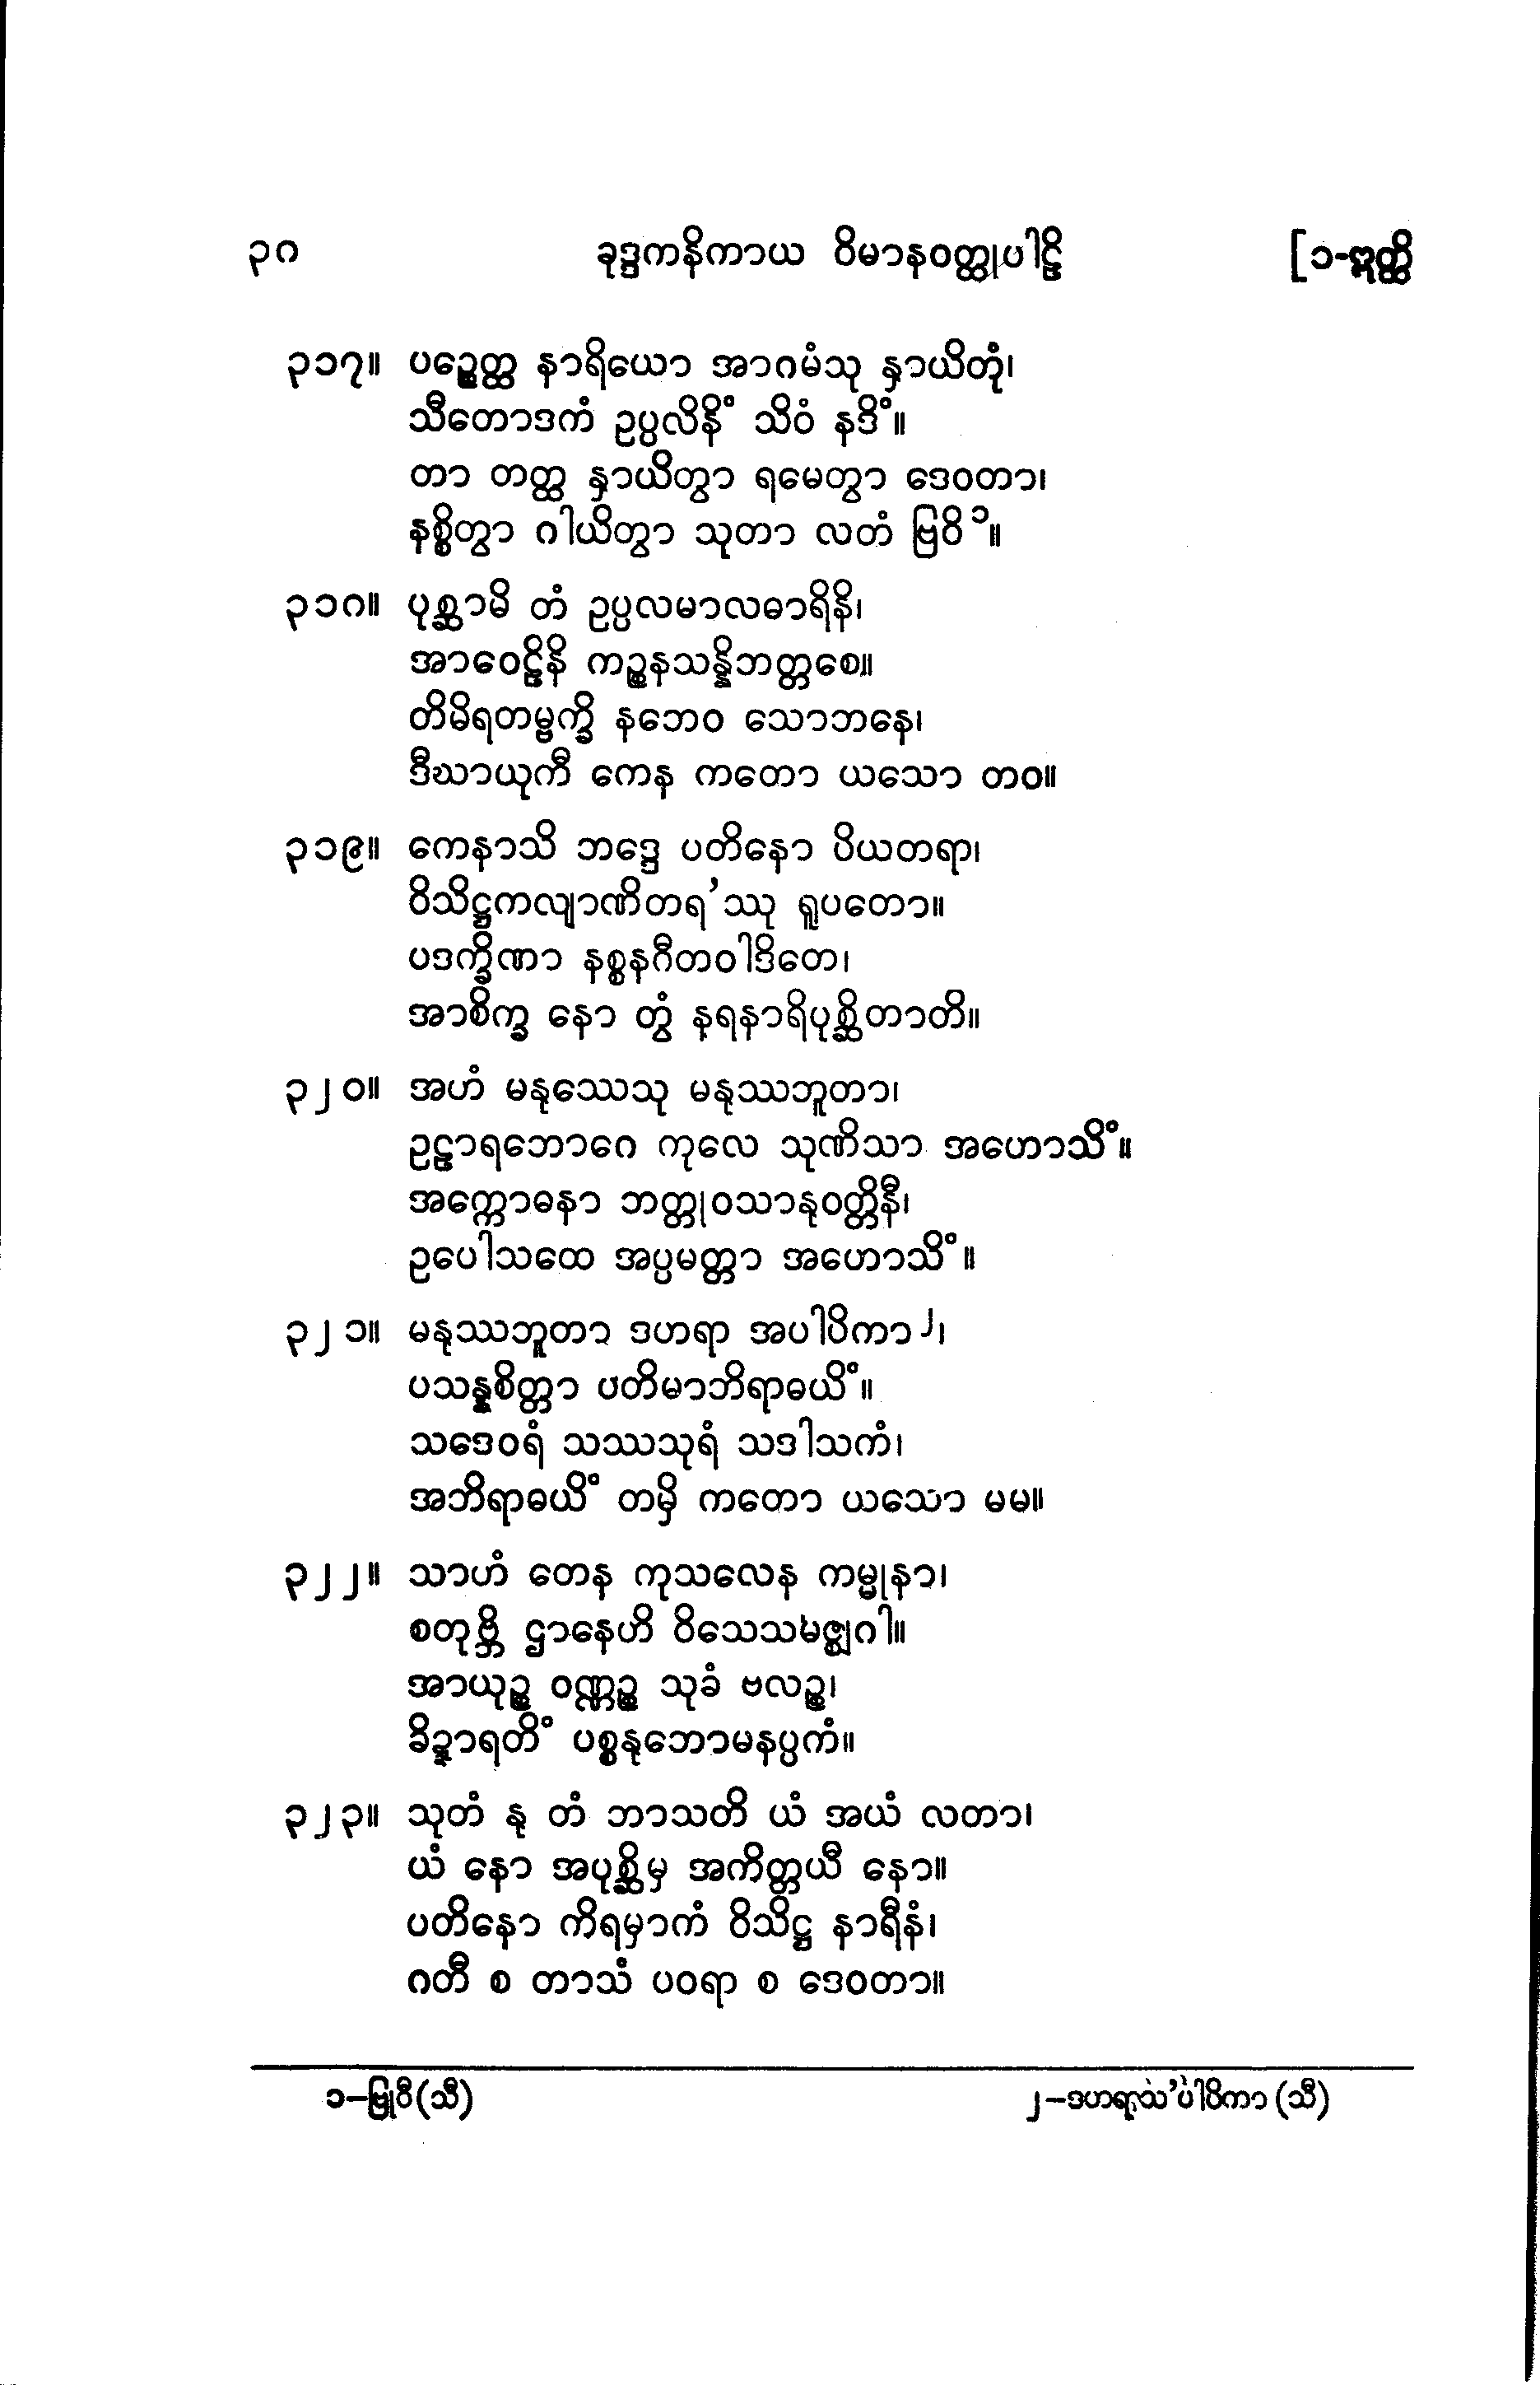 ၃၈ ခုဒ္ဒကနိကာယ ဝိမာနဝတ္ထုပါဠိ [၁-ဣတ္ထိ
၃၁၇။ ပဉ္စေတ္ထ နာရိယော အာဂမံသု နှာယိတုံ၊
သီတောဒကံ ဥပ္ပလိနိံ သိဝံ နဒိံ။
တာ တတ္ထ နှာယိတွာ ရမေတွာ ဒေဝတာ၊
နစ္စိတွာ ဂါယိတွာ သုတာ လတံ ဗြဝိ ၁။
၃၁၈။ ပုစ္ဆာမိ တံ ဥပ္ပလမာလဓာရိနိ၊
အာဝေဠိနိ ကဉ္စနသန္နိဘတ္တစေ။
တိမိရတမ္ဗက္ခိ နဘေဝ သောဘနေ၊
ဒီဃာယုကီ ကေန ကတော ယသော တဝ။
၃၁၉။ ကေနာသိ ဘဒ္ဒေ ပတိနော ပိယတရာ၊
ဝိသိဋ္ဌကလျာဏိတရ’ဿု ရူပတော။
ပဒက္ခိဏာ နစ္စနဂီတဝါဒိတေ၊
အာစိက္ခ နော တွံ နရနာရိပုစ္ဆိတာတိ။
၃၂၀။ အဟံ မနုဿေသု မနုဿဘူတာ၊
ဥဠာရဘောဂေ ကုလေ သုဏိသာ အဟောသိံ။
အက္ကောဓနာ ဘတ္တုဝသာနုဝတ္တိနီ၊
ဥပေါသထေ အပ္ပမတ္တာ အဟောသိံ။
၃၂၁။ မနုဿဘူတာ ဒဟရာ အပါပိကာ ၂၊
ပသန္နစိတ္တာ ပတိမာဘိရာဓယိံ။
သဒေဝရံ သဿသုရံ သဒါသကံ၊
အဘိရာဓယိံ တမှိ ကတော ယသော မမ။
၃၂၂။ သာဟံ တေန ကုသလေန ကမ္မုနာ၊
စတုဗ္ဘိ ဌာနေဟိ ဝိသေသမဇ္ဈဂါ။
အာယုဉ္စ ဝဏ္ဏဉ္စ သုခံ ဗလဉ္စ၊
ခိဍ္ဍာရတိံ ပစ္စနုဘောမနပ္ပကံ။
၃၂၃။ သုတံ နု တံ ဘာသတိ ယံ အယံ လတာ၊
ယံ နော အပုစ္ဆိမှ အကိတ္တယီ နော။
ပတိနော ကိရမှာကံ ဝိသိဋ္ဌ နာရီနံ၊
ဂတီ စ တာသံ ပဝရာ စ ဒေဝတာ။
၁–ဗြုဝီ (သီ) ၂–ဒဟရာသ’ပါပိကာ (သီ)